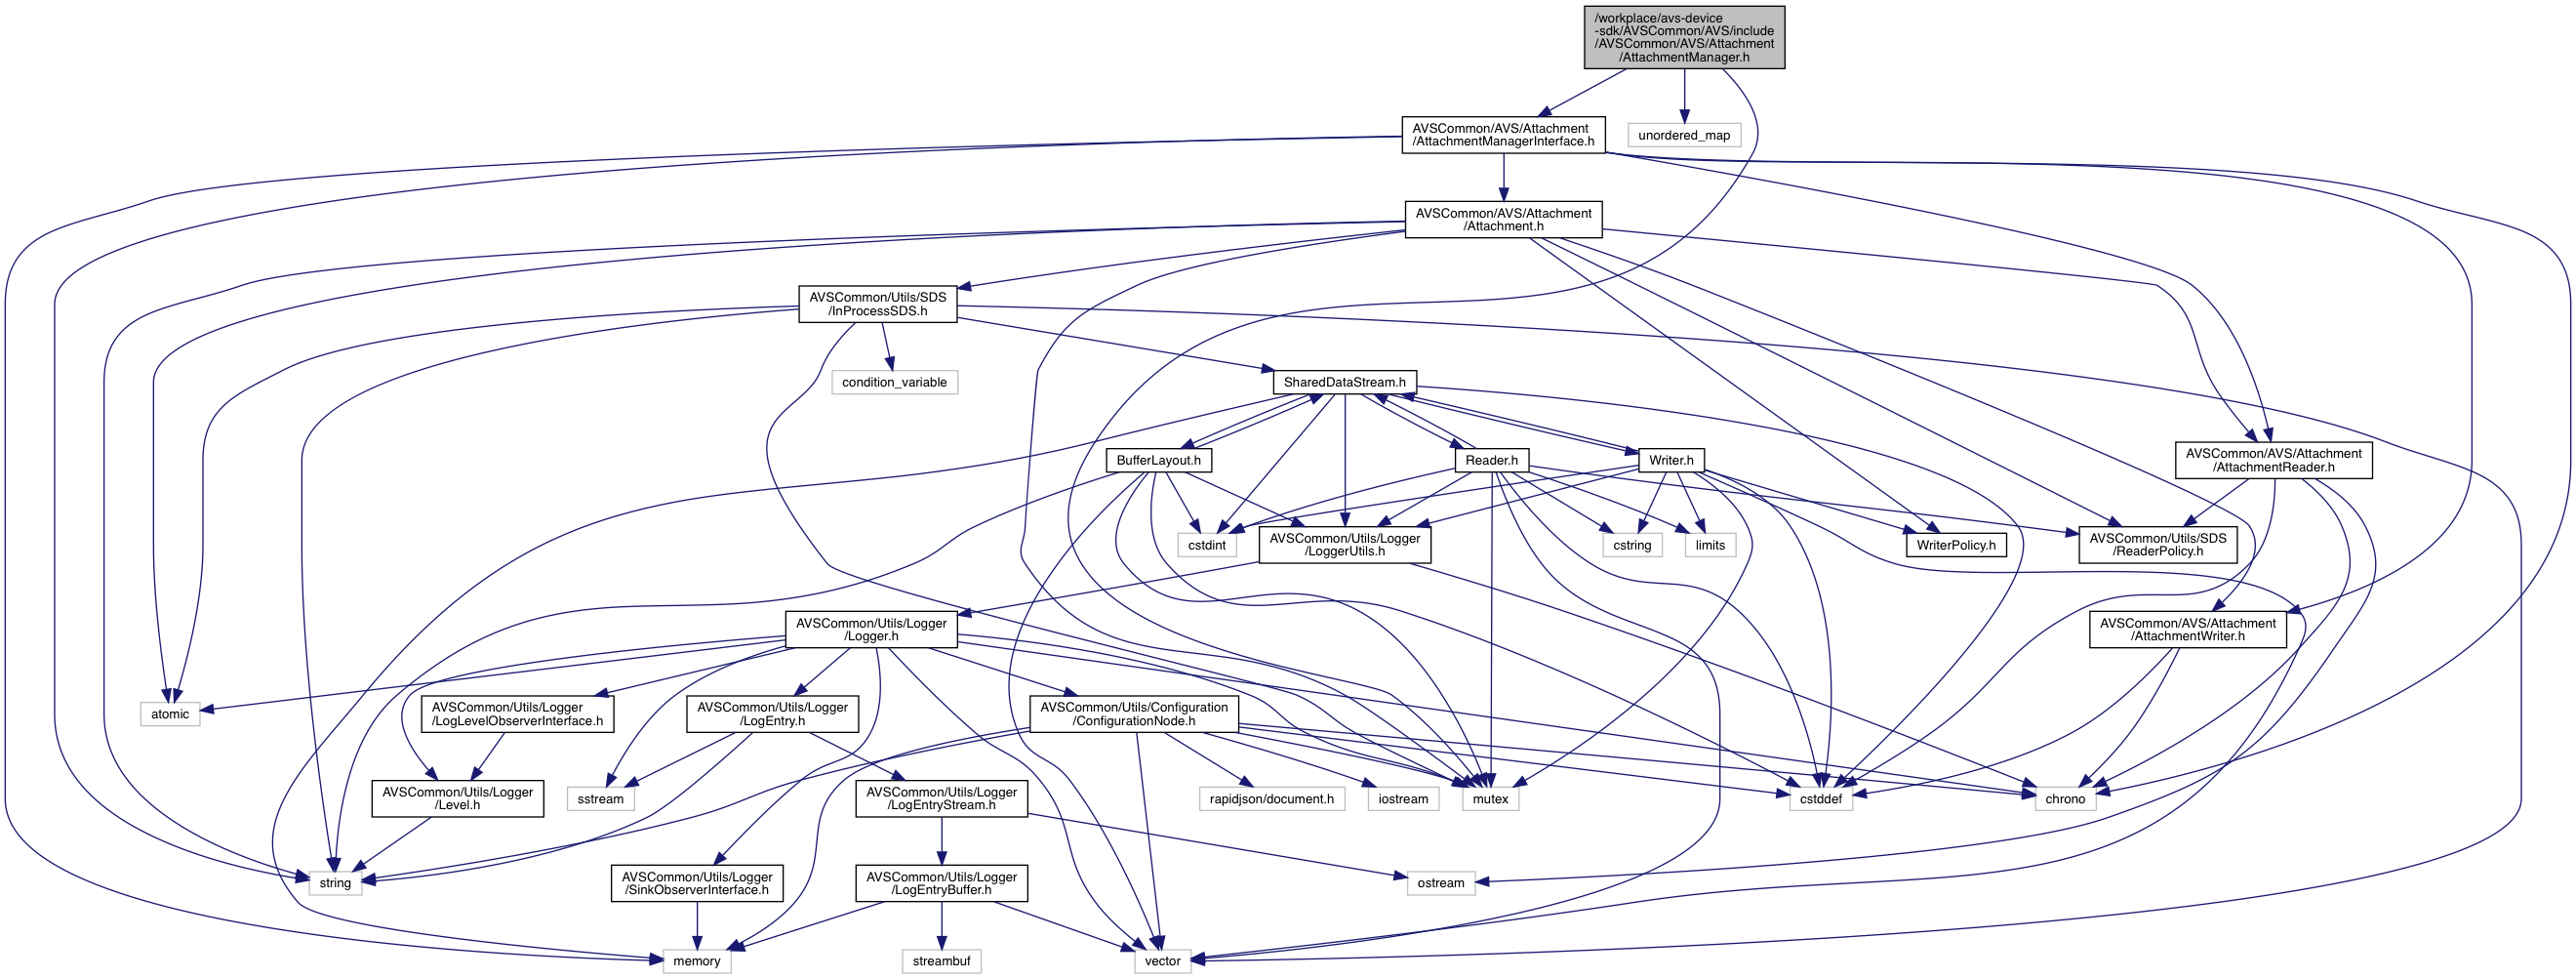 /workplace/avs-device
-sdk/AVSCommon/AVS/include
/AVSCommon/AVS/Attachment
/AttachmentManager.h
AVSCommon/AVS/Attachment
/AttachmentManagerInterface.h
unordered_map
AVSCommon/AVS/Attachment
/Attachment.h
AVSCommon/Utils/SDS
/InProcessSDS.h
condition_variable
SharedDataStream.h
BufferLayout.h
Reader.h
Writer.h
AVSCommon/AVS/Attachment
/AttachmentReader.h
cstdint
AVSCommon/Utils/Logger
/LoggerUtils.h
cstring
limits
WriterPolicy.h
AVSCommon/Utils/SDS
/ReaderPolicy.h
AVSCommon/Utils/Logger
/Logger.h
AVSCommon/AVS/Attachment
/AttachmentWriter.h
atomic
AVSCommon/Utils/Logger
/LogLevelObserverInterface.h
AVSCommon/Utils/Logger
/LogEntry.h
AVSCommon/Utils/Configuration
/ConfigurationNode.h
AVSCommon/Utils/Logger
/Level.h
sstream
AVSCommon/Utils/Logger
/LogEntryStream.h
rapidjson/document.h
iostream
mutex
cstddef
chrono
string
AVSCommon/Utils/Logger
/SinkObserverInterface.h
AVSCommon/Utils/Logger
/LogEntryBuffer.h
ostream
memory
streambuf
vector